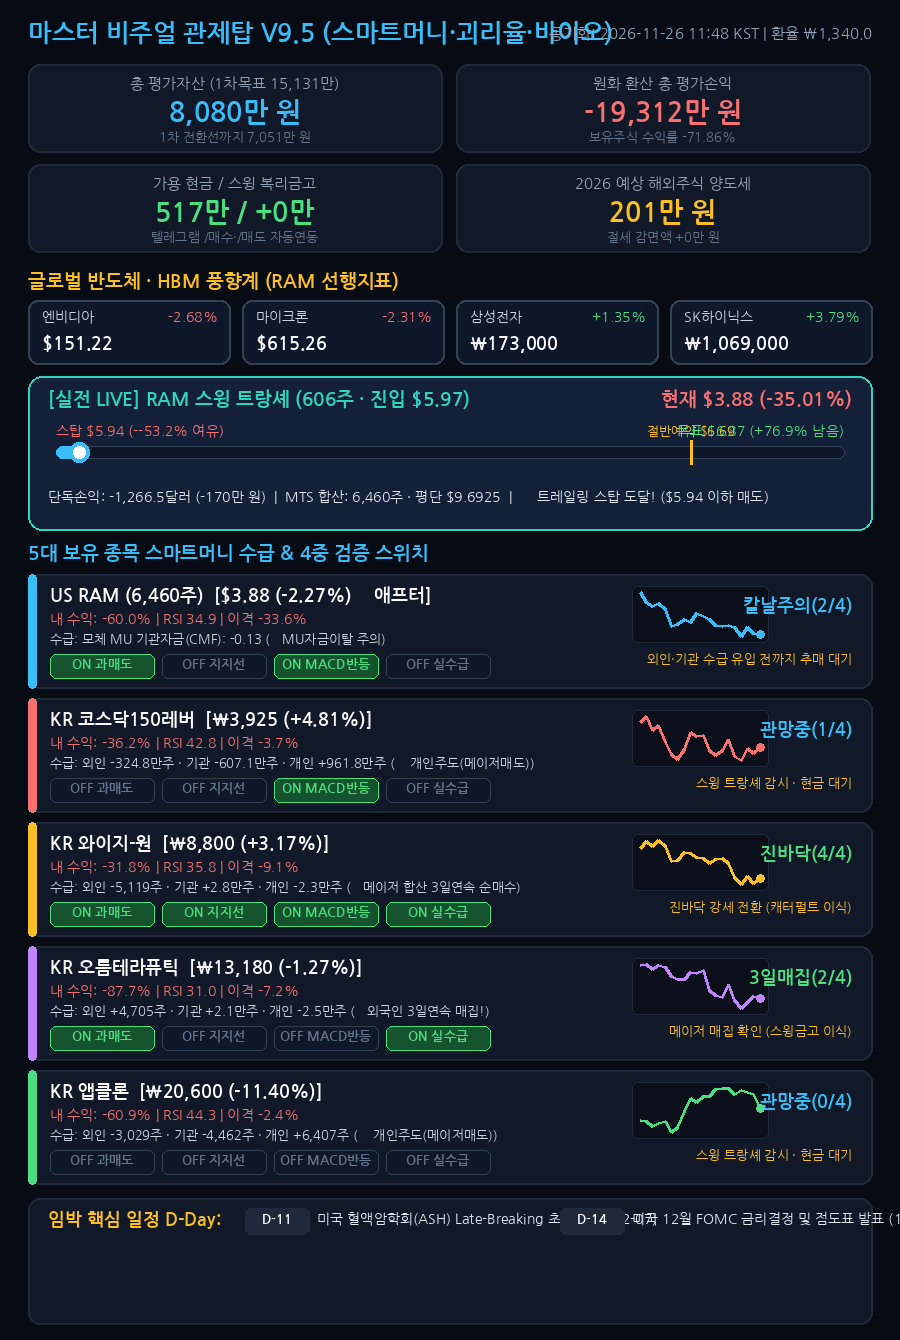 마스터 비주얼 관제탑 V9.5 (스마트머니·괴리율·바이오)
2026-11-26 11:48 KST | 환율 ₩1,340.0
총 평가자산 (1차목표 15,131만)
8,080만 원
1차 전환선까지 7,051만 원
원화 환산 총 평가손익
-19,312만 원
보유주식 수익률 -71.86%
가용 현금 / 스윙 복리금고
517만 / +0만
텔레그램 /매수·/매도 자동연동
2026 예상 해외주식 양도세
201만 원
절세 감면액 +0만 원
글로벌 반도체 · HBM 풍향계 (RAM 선행지표)
엔비디아 -2.68%
$151.22
마이크론 -2.31%
$615.26
삼성전자 +1.35%
₩173,000
SK하이닉스 +3.79%
₩1,069,000
[실전 LIVE] RAM 스윙 트랑셰 (606주 · 진입 $5.97) 현재 $3.88 (-35.01%)
스탑 $5.94 (--53.2% 여유) (+76.9% 남음)
단독손익: -1,266.5달러 (-170만 원) | MTS 합산: 6,460주 · 평단 $9.6925 | 트레일링 스탑 도달! ($5.94 이하 매도)
5대 보유 종목 스마트머니 수급 & 4중 검증 스위치
US RAM (6,460주) [$3.88 (-2.27%) 애프터] 칼날주의(2/4)
내 수익: -60.0% | RSI 34.9 | 이격 -33.6%
수급: 모체 MU 기관자금(CMF): -0.13 ( MU자금이탈 주의) 외인·기관 수급 유입 전까지 추매 대기
ON 과매도 OFF 지지선 ON MACD반등 OFF 실수급
KR 코스닥150레버 [₩3,925 (+4.81%)] 관망중(1/4)
내 수익: -36.2% | RSI 42.8 | 이격 -3.7%
수급: 외인 -324.8만주 · 기관 -607.1만주 · 개인 +961.8만주 ( 개인주도(메이저매도)) 스윙 트랑셰 감시 · 현금 대기
OFF 과매도 OFF 지지선 ON MACD반등 OFF 실수급
KR 와이지-원 [₩8,800 (+3.17%)] 진바닥(4/4)
내 수익: -31.8% | RSI 35.8 | 이격 -9.1%
수급: 외인 -5,119주 · 기관 +2.8만주 · 개인 -2.3만주 ( 메이저 합산 3일연속 순매수) 진바닥 강세 전환 (캐터펄트 이식)
ON 과매도 ON 지지선 ON MACD반등 ON 실수급
KR 오름테라퓨틱 [₩13,180 (-1.27%)] 3일매집(2/4)
내 수익: -87.7% | RSI 31.0 | 이격 -7.2%
수급: 외인 +4,705주 · 기관 +2.1만주 · 개인 -2.5만주 ( 외국인 3일연속 매집!) 메이저 매집 확인 (스윙금고 이식)
ON 과매도 OFF 지지선 OFF MACD반등 ON 실수급
KR 앱클론 [₩20,600 (-11.40%)] 관망중(0/4)
내 수익: -60.9% | RSI 44.3 | 이격 -2.4%
수급: 외인 -3,029주 · 기관 -4,462주 · 개인 +6,407주 ( 개인주도(메이저매도)) 스윙 트랑셰 감시 · 현금 대기
OFF 과매도 OFF 지지선 OFF MACD반등 OFF 실수급
임박 핵심 일정 D-Day: D-11 미국 혈액암학회(ASH) Late-Breaking 초 D-14 12월 FOMC 금리결정 및 점도표 발표